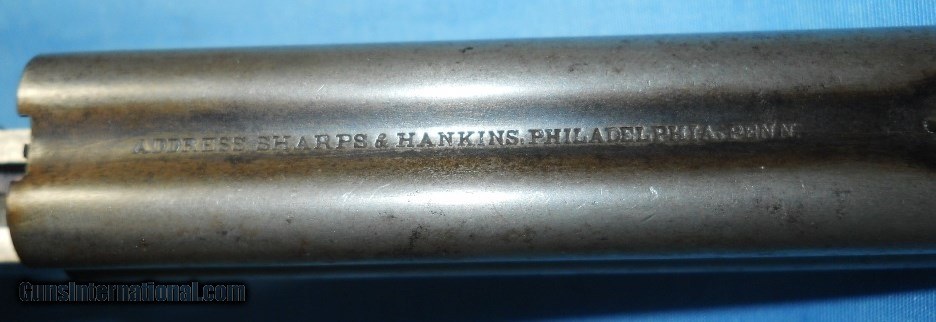 ADDRESS SHARPS & HANKINS. PHILADELPHIA. PENN.
GunsInternational.com